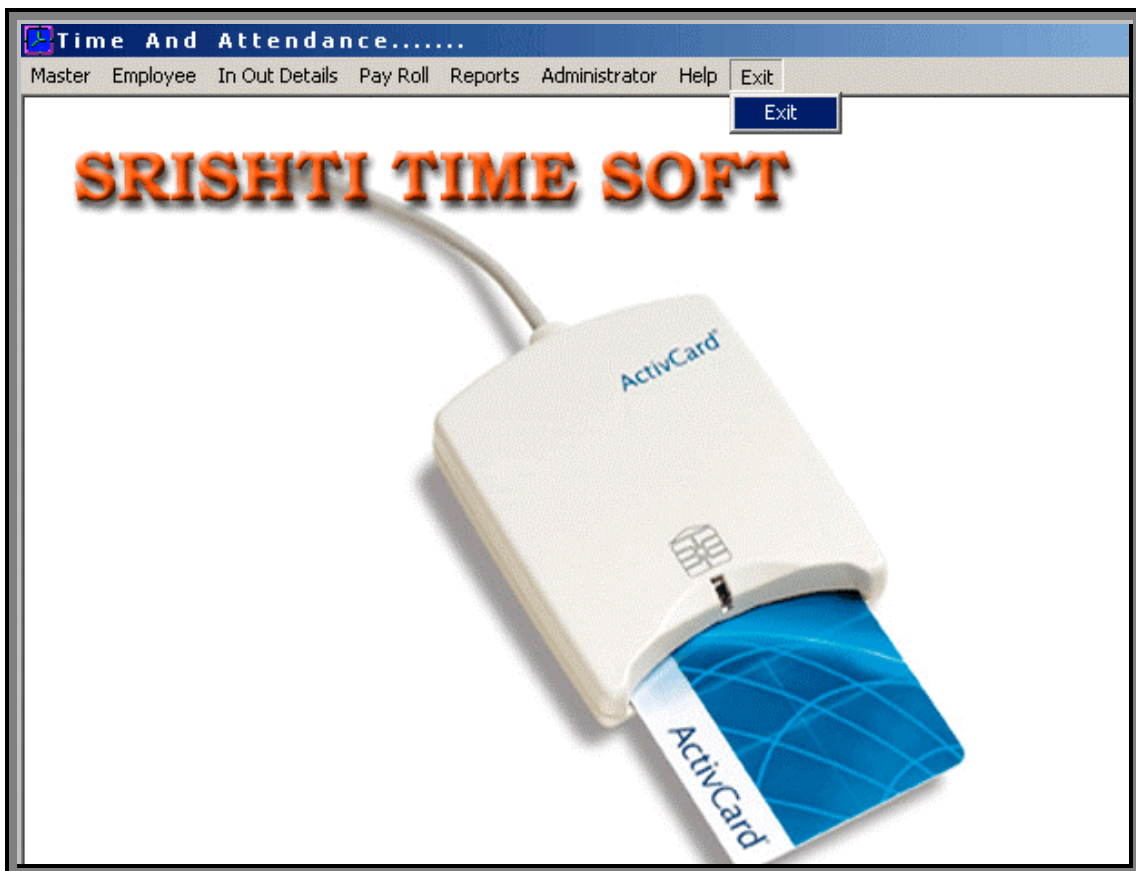 Time And Attendance.......
Master Employee In Out Details Pay Roll Reports Administrator Help Exit
Exit
SRISHTI TIME SOFT
ActivCard
ActivCard